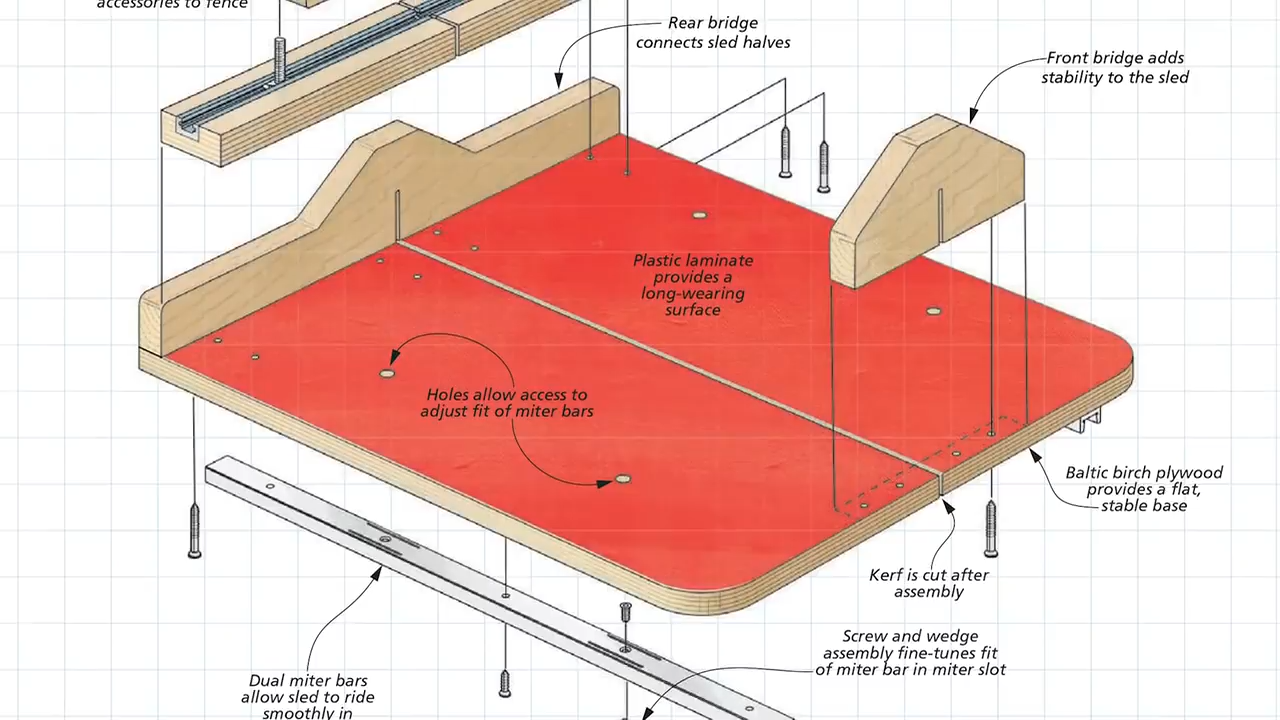 accessories to fence
Rear bridge
connects sled halves
Front bridge adds
stability to the sled
Plastic laminate
provides a
long-wearing
surface
Holes allow access to
adjust fit of miter bars
Baltic birch plywood
provides a flat,
stable base
Kerf is cut after
assembly
Screw and wedge
assembly fine-tunes fit
of miter bar in miter slot
Dual miter bars
allow sled to ride
smoothly in